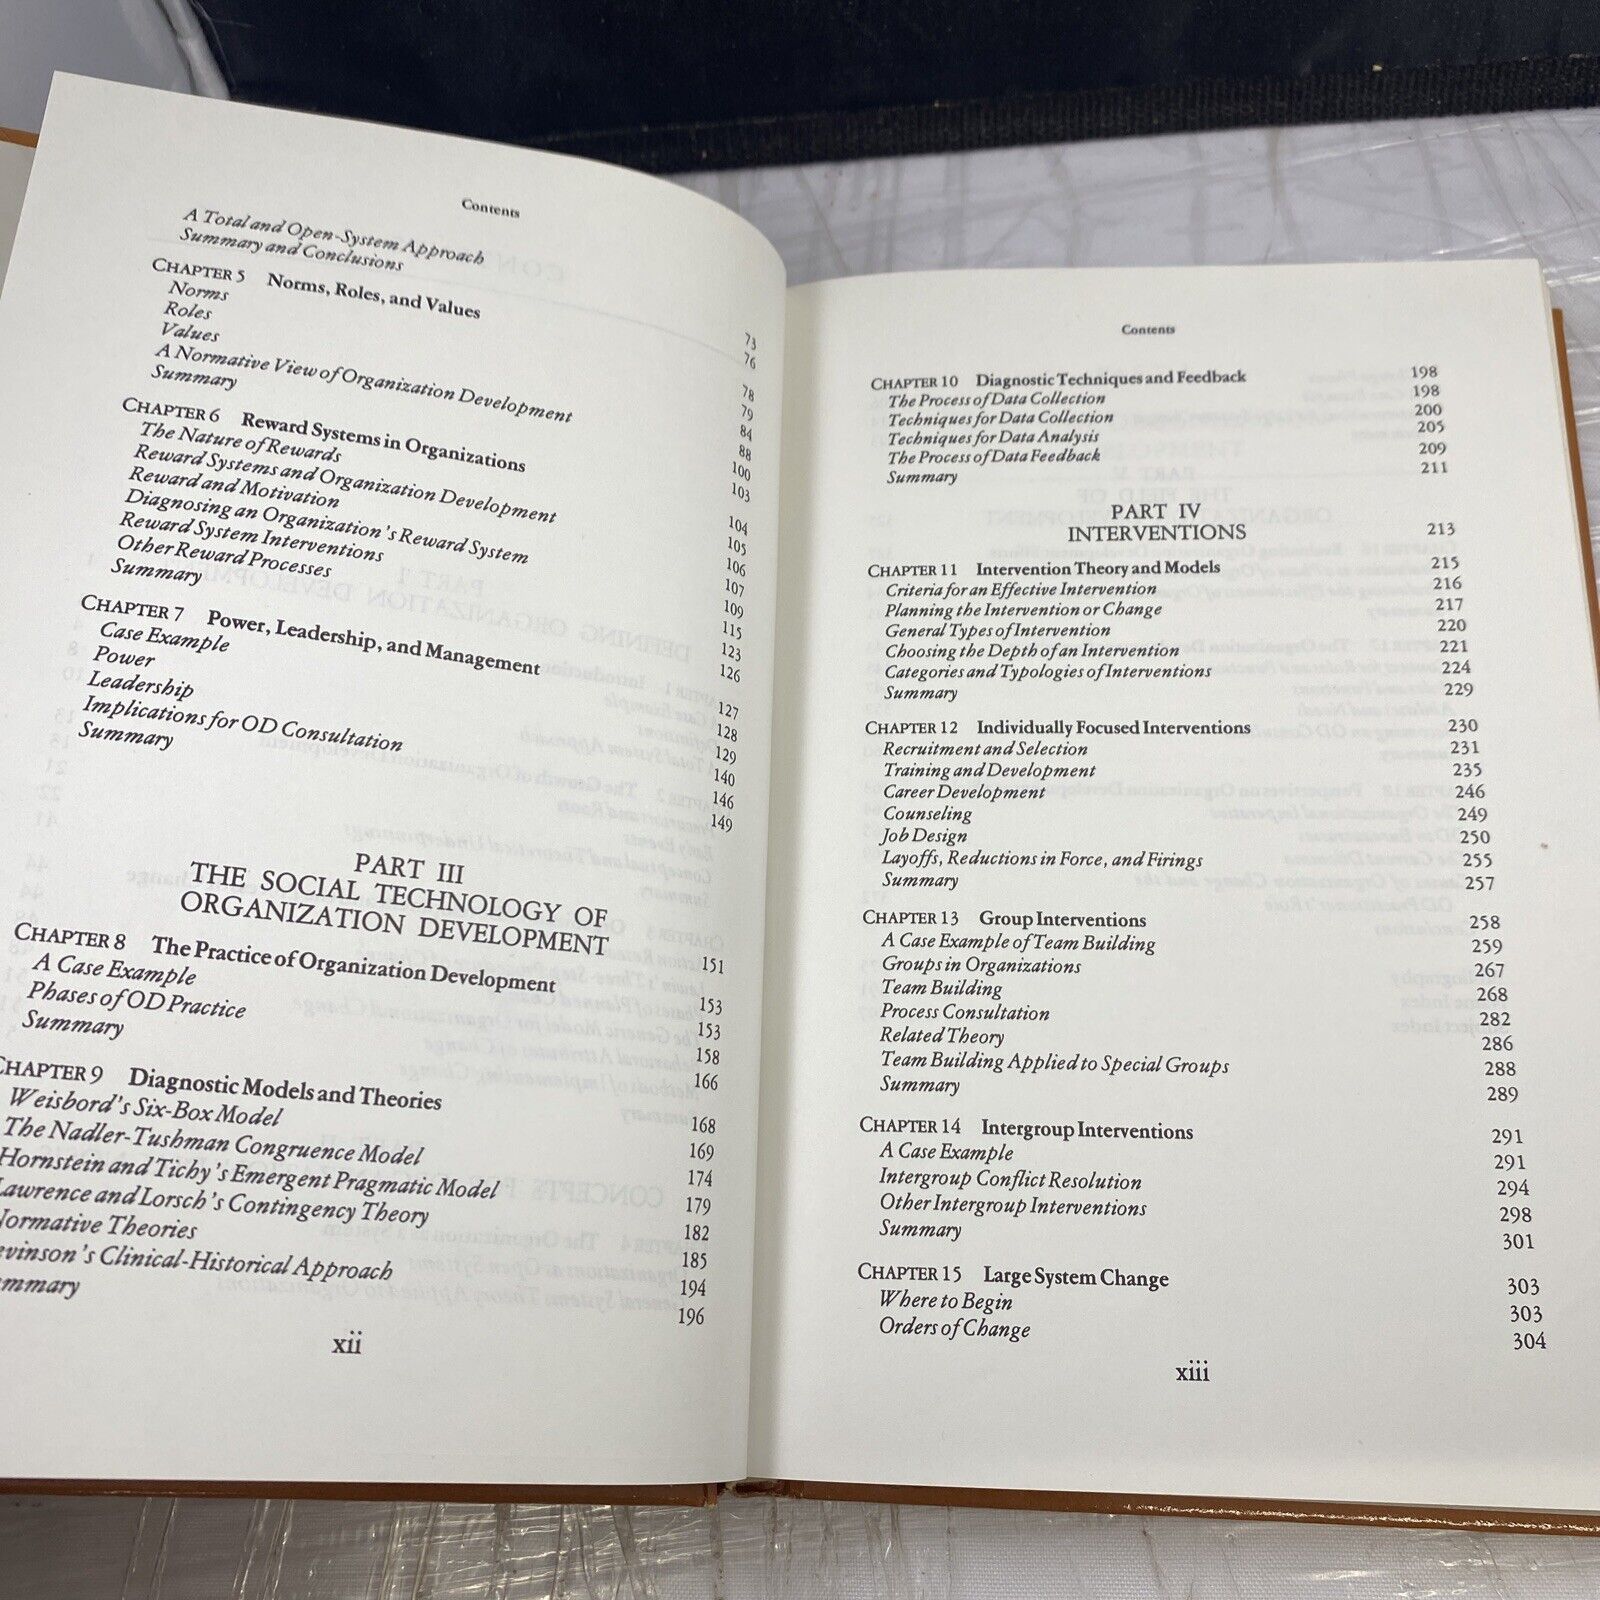 Contents
A Total and Open-System Approach 73
Summary and Conclusions 76
CHAPTER 5 Norms, Roles, and Values 78
Norms 79
Roles 84
Values 88
A Normative View of Organization Development 100
Summary 103
CHAPTER 6 Reward Systems in Organizations 104
The Nature of Rewards 105
Reward Systems and Organization Development 106
Reward and Motivation 107
Diagnosing an Organization's Reward System 109
Reward System Interventions 115
Other Reward Processes 123
Summary 126
CHAPTER 7 Power, Leadership, and Management 127
Case Example 128
Power 129
Leadership 140
Implications for OD Consultation 146
Summary 149
PART III
THE SOCIAL TECHNOLOGY OF
ORGANIZATION DEVELOPMENT 151
CHAPTER 8 The Practice of Organization Development 153
A Case Example 153
Phases of OD Practice 158
Summary 166
CHAPTER 9 Diagnostic Models and Theories 168
Weisbord's Six-Box Model 169
The Nadler-Tushman Congruence Model 174
Hornstein and Tichy's Emergent Pragmatic Model 179
Lawrence and Lorsch's Contingency Theory 182
Normative Theories 185
evinson's Clinical-Historical Approach 194
mmary 196
xii
Contents
CHAPTER 10 Diagnostic Techniques and Feedback 198
The Process of Data Collection 198
Techniques for Data Collection 200
Techniques for Data Analysis 205
The Process of Data Feedback 209
Summary 211
PART IV
INTERVENTIONS 213
CHAPTER 11 Intervention Theory and Models 215
Criteria for an Effective Intervention 216
Planning the Intervention or Change 217
General Types of Intervention 220
Choosing the Depth of an Intervention 221
Categories and Typologies of Interventions 224
Summary 229
CHAPTER 12 Individually Focused Interventions 230
Recruitment and Selection 231
Training and Development 235
Career Development 246
Counseling 249
Job Design 250
Layoffs, Reductions in Force, and Firings 255
Summary 257
CHAPTER 13 Group Interventions 258
A Case Example of Team Building 259
Groups in Organizations 267
Team Building 268
Process Consultation 282
Related Theory 286
Team Building Applied to Special Groups 288
Summary 289
CHAPTER 14 Intergroup Interventions 291
A Case Example 291
Intergroup Conflict Resolution 294
Other Intergroup Interventions 298
Summary 301
CHAPTER 15 Large System Change 303
Where to Begin 303
Orders of Change 304
xiii